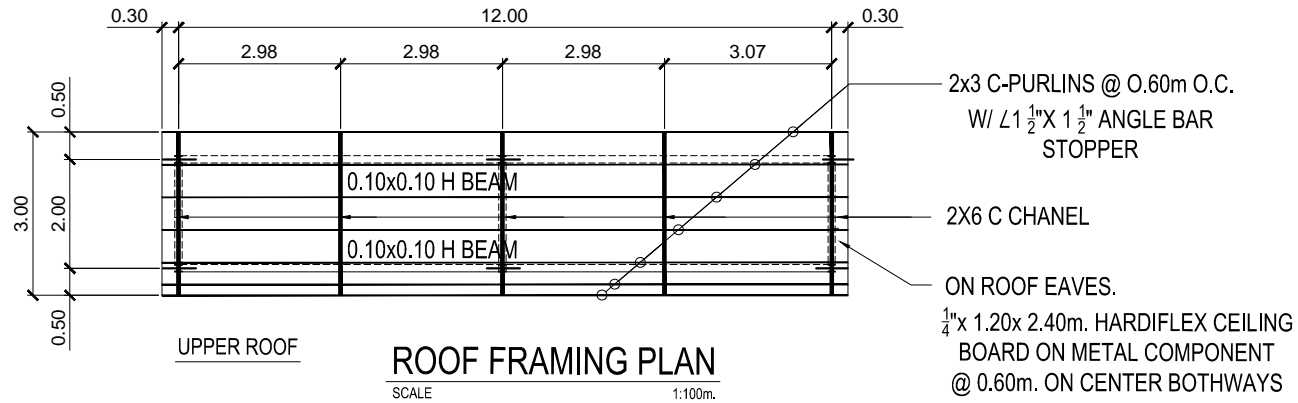 0.30 12.00 0.30
2.98 2.98 2.98 3.07
0.50
3.00
2.00
0.50
0.10x0.10 H BEAM
0.10x0.10 H BEAM
2x3 C-PURLINS @ O.60m O.C.
W/ ∠1 1/2"X 1 1/2" ANGLE BAR
STOPPER
2X6 C CHANEL
ON ROOF EAVES.
1/4"x 1.20x 2.40m. HARDIFLEX CEILING
BOARD ON METAL COMPONENT
@ 0.60m. ON CENTER BOTHWAYS
UPPER ROOF
ROOF FRAMING PLAN
SCALE 1:100m.